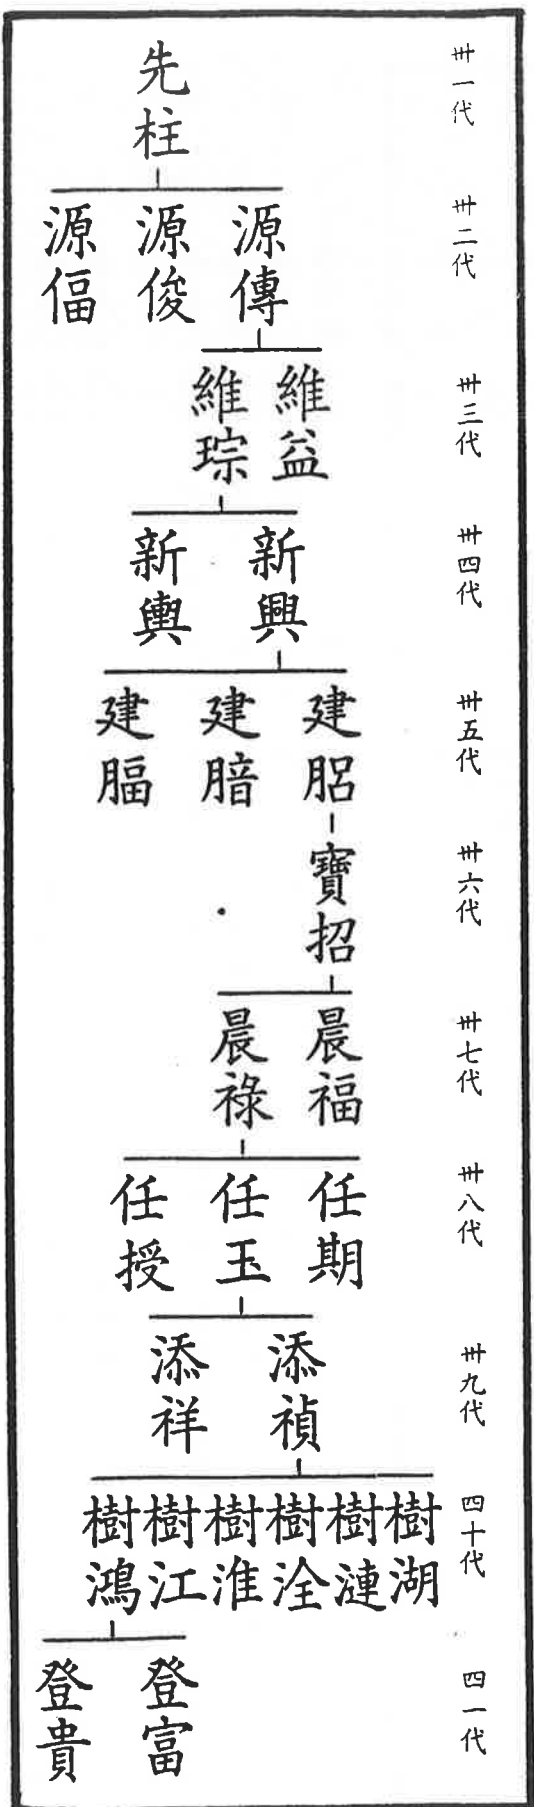 卅一代
先柱
卅二代
源傳
源俊
源偪
卅三代
維益
維琮
卅四代
新興
新輿
卅五代
建䏰
建腤
建腷
卅六代
寶招
卅七代
晨福
晨祿
卅八代
任期
任玉
任授
卅九代
添禎
添祥
四十代
樹湖
樹漣
樹洤
樹淮
樹江
樹鴻
四一代
登富
登貴